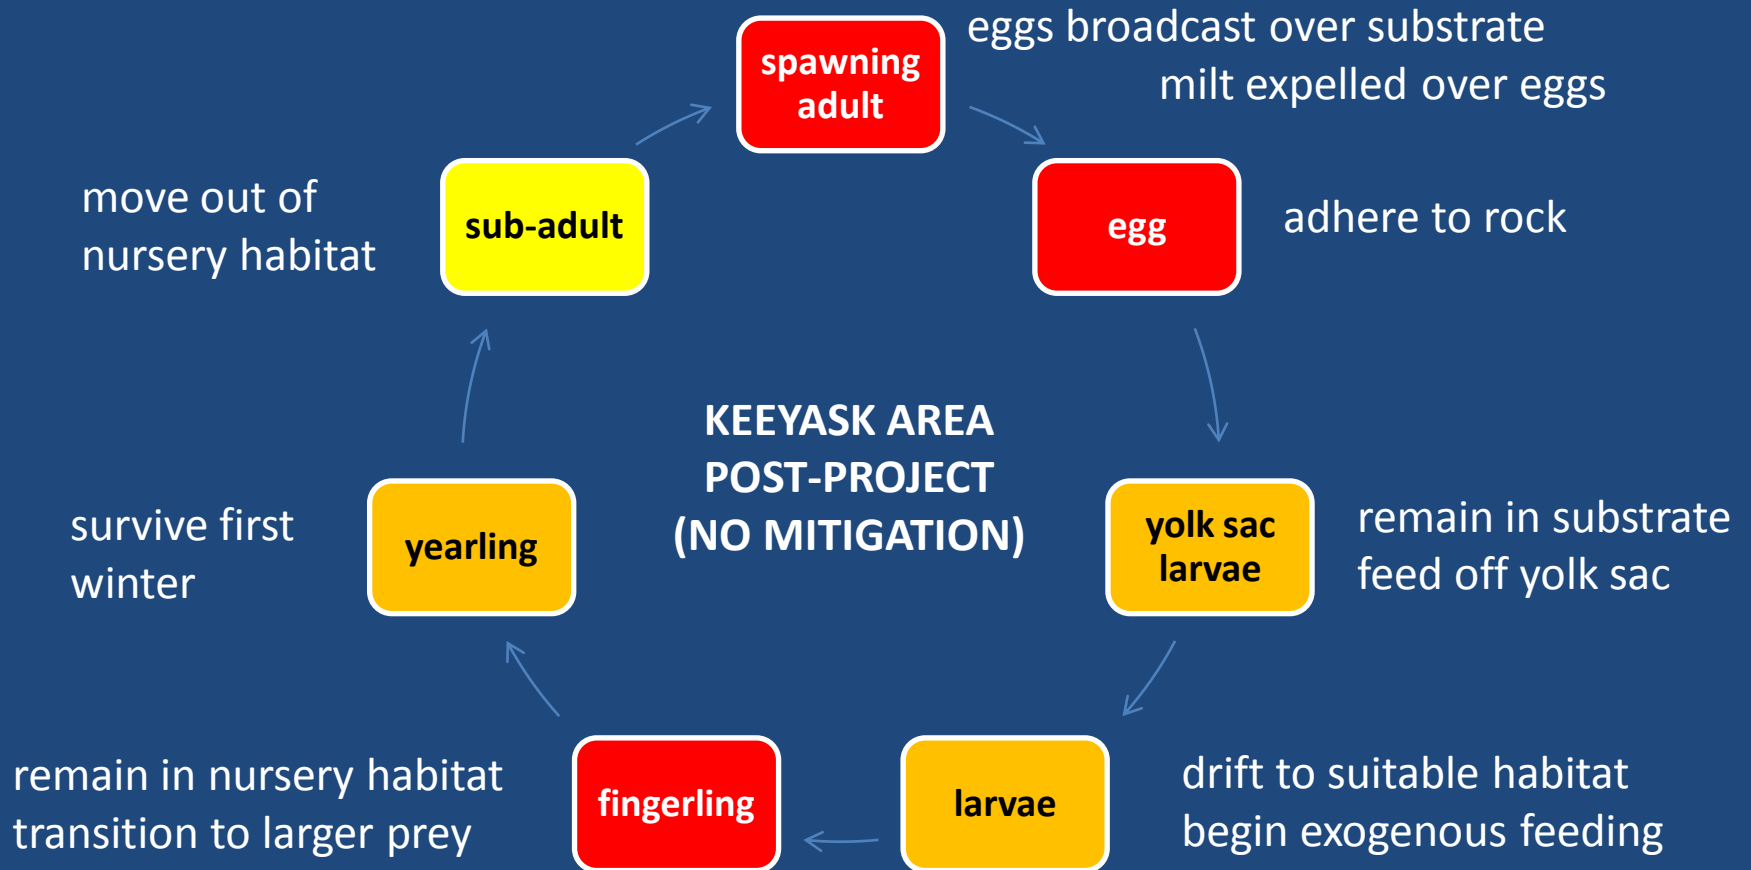 spawning
adult
eggs broadcast over substrate
milt expelled over eggs
egg
adhere to rock
yolk sac
larvae
remain in substrate
feed off yolk sac
larvae
drift to suitable habitat
begin exogenous feeding
fingerling
remain in nursery habitat
transition to larger prey
yearling
survive first
winter
sub-adult
move out of
nursery habitat
KEEYASK AREA
POST-PROJECT
(NO MITIGATION)